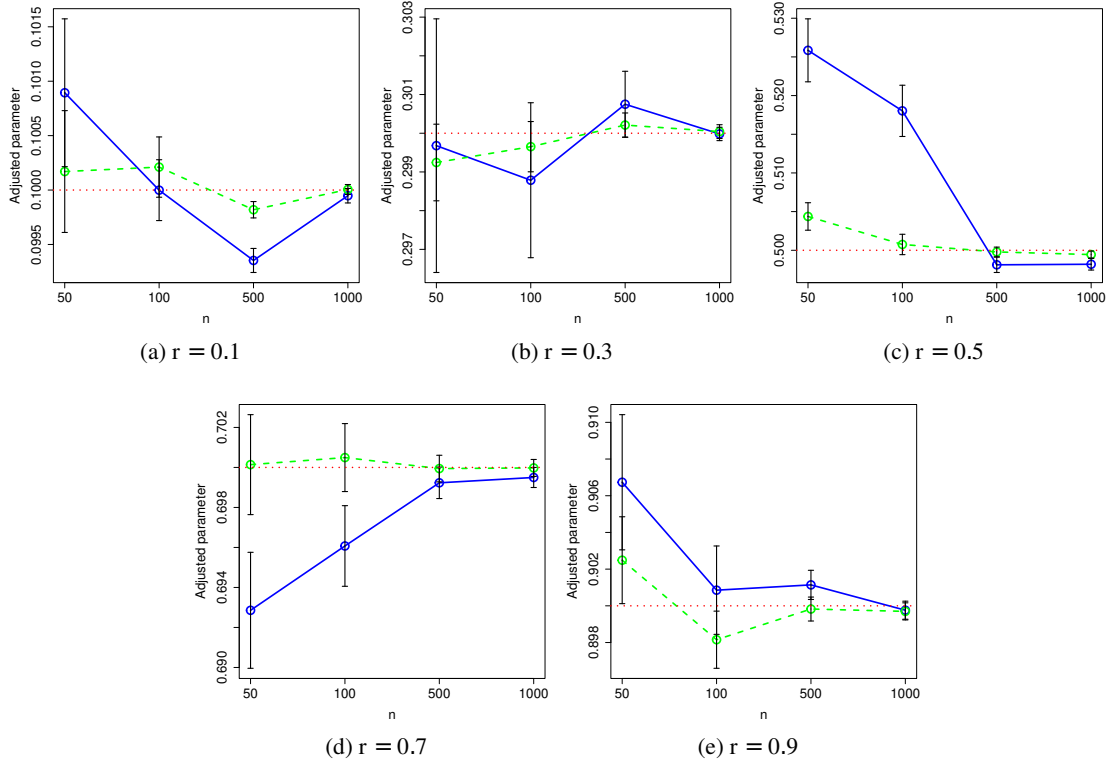 Adjusted parameter
0.1015
0.1010
0.1005
0.1000
0.0995
50 100 500 1000
n
(a) r = 0.1
Adjusted parameter
0.303
0.301
0.299
0.297
50 100 500 1000
n
(b) r = 0.3
Adjusted parameter
0.530
0.520
0.510
0.500
50 100 500 1000
n
(c) r = 0.5
Adjusted parameter
0.702
0.698
0.694
0.690
50 100 500 1000
n
(d) r = 0.7
Adjusted parameter
0.910
0.906
0.902
0.898
50 100 500 1000
n
(e) r = 0.9